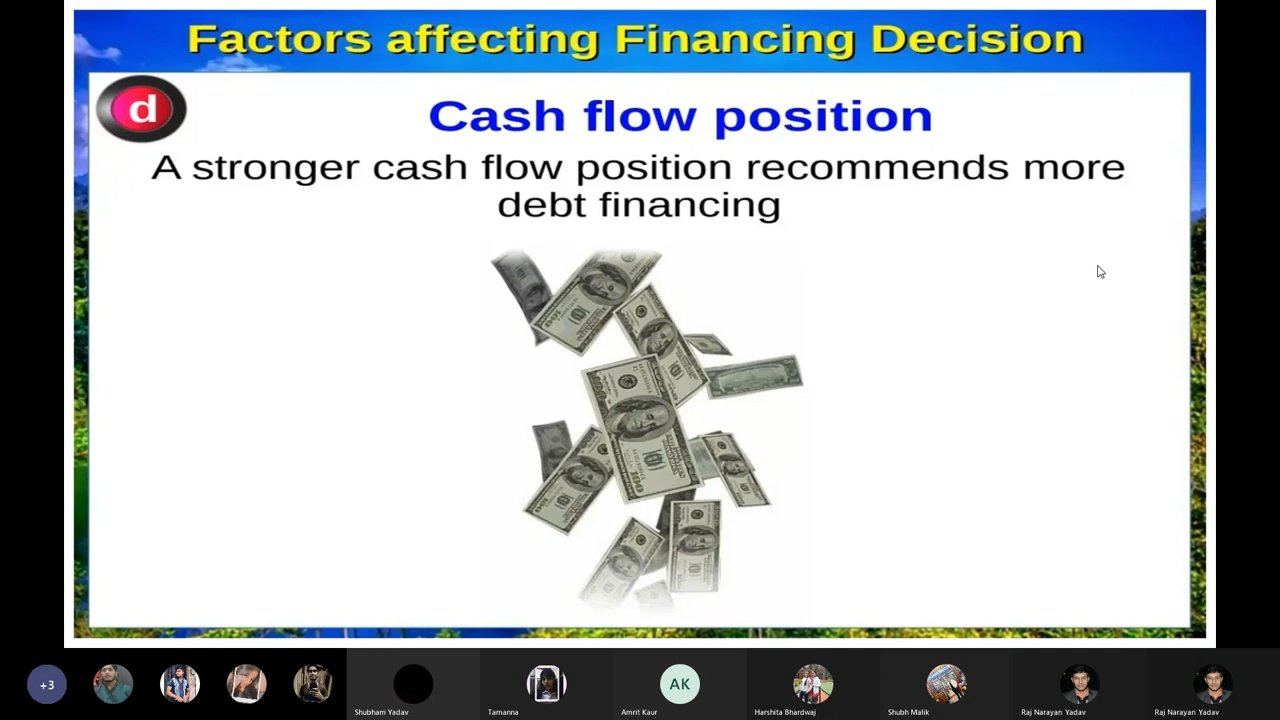 Factors affecting Financing Decision
d
Cash flow position
A stronger cash flow position recommends more
debt financing
+3
AK
Shubham Yadav
Tamanna
Amrit Kaur
Harshita Bhardwaj
Shubh Malik
Raj Narayan Yadav
Raj Narayan Yadav